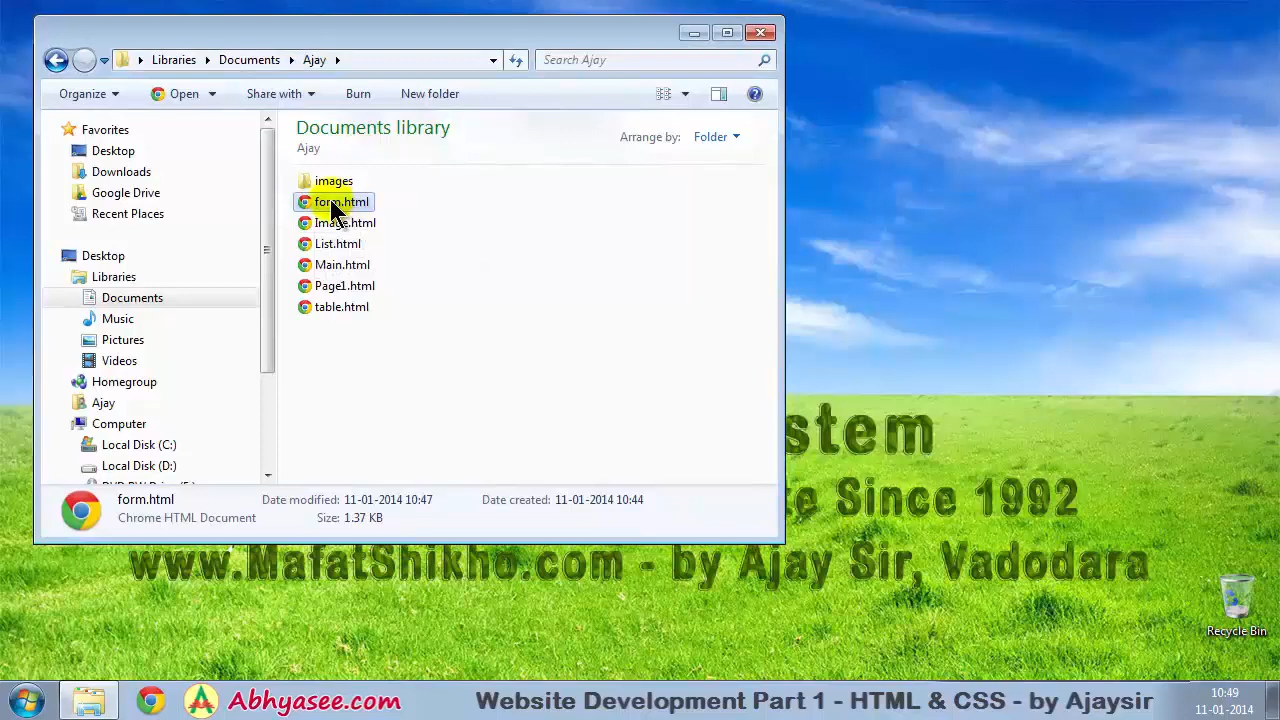 Libraries Documents Ajay
Search Ajay
Organize Open Share with Burn New folder
Documents library
Ajay
Arrange by: Folder
Favorites
Desktop
Downloads
Google Drive
Recent Places
Desktop
Libraries
Documents
Music
Pictures
Videos
Homegroup
Ajay
Computer
Local Disk (C:)
Local Disk (D:)
images
form.html
Image.html
List.html
Main.html
Page1.html
table.html
form.html
Chrome HTML Document
Date modified: 11-01-2014 10:47
Size: 1.37 KB
Date created: 11-01-2014 10:44
Since 1992
www.MafatShikho.com - by Ajay Sir, Vadodara
Recycle Bin
Abhyasee.com
Website Development Part 1 - HTML & CSS - by Ajaysir
10:49
11-01-2014